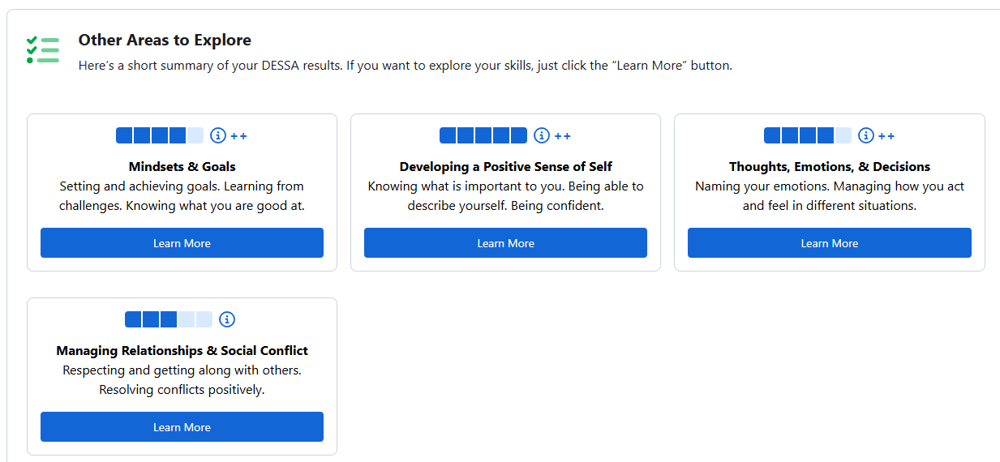 Other Areas to Explore
Here's a short summary of your DESSA results. If you want to explore your skills, just click the “Learn More” button.
++
Mindsets & Goals
Setting and achieving goals. Learning from
challenges. Knowing what you are good at.
Learn More
++
Developing a Positive Sense of Self
Knowing what is important to you. Being able to
describe yourself. Being confident.
Learn More
++
Thoughts, Emotions, & Decisions
Naming your emotions. Managing how you act
and feel in different situations.
Learn More
Managing Relationships & Social Conflict
Respecting and getting along with others.
Resolving conflicts positively.
Learn More